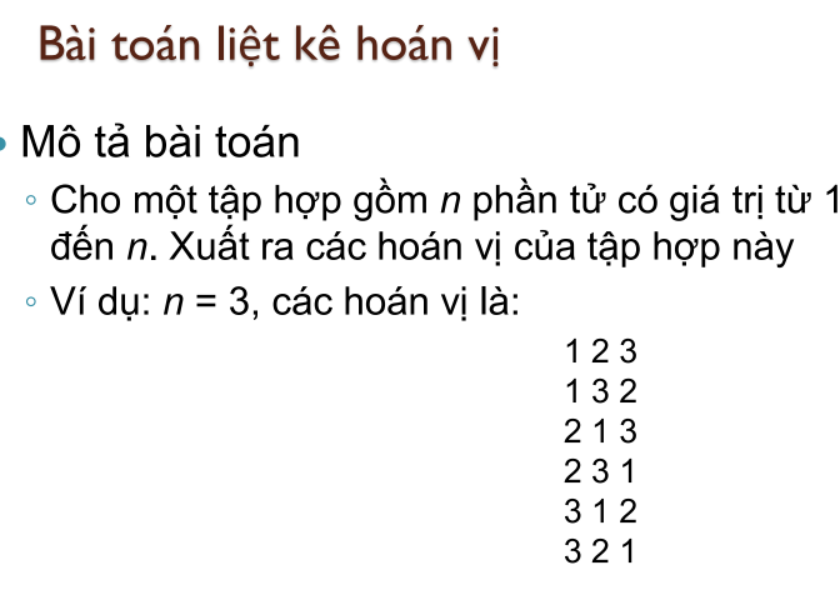 Bài toán liệt kê hoán vị
Mô tả bài toán
Cho một tập hợp gồm n phần tử có giá trị từ 1
đến n. Xuất ra các hoán vị của tập hợp này
Ví dụ: n = 3, các hoán vị là:
1 2 3
1 3 2
2 1 3
2 3 1
3 1 2
3 2 1